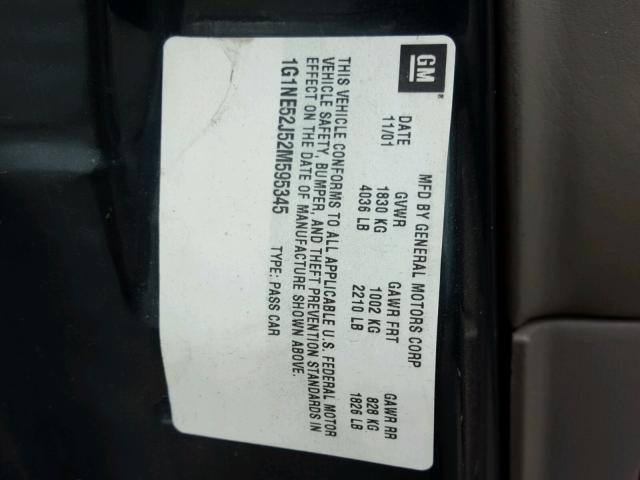 GM
MFD BY GENERAL MOTORS CORP
DATE GVWR GAWR FRT GAWR RR
11/01 1830 KG 1002 KG 828 KG
4036 LB 2210 LB 1826 LB
THIS VEHICLE CONFORMS TO ALL APPLICABLE U.S. FEDERAL MOTOR
VEHICLE SAFETY, BUMPER, AND THEFT PREVENTION STANDARDS IN
EFFECT ON THE DATE OF MANUFACTURE SHOWN ABOVE.
1G1NE52J52M595345 TYPE: PASS CAR